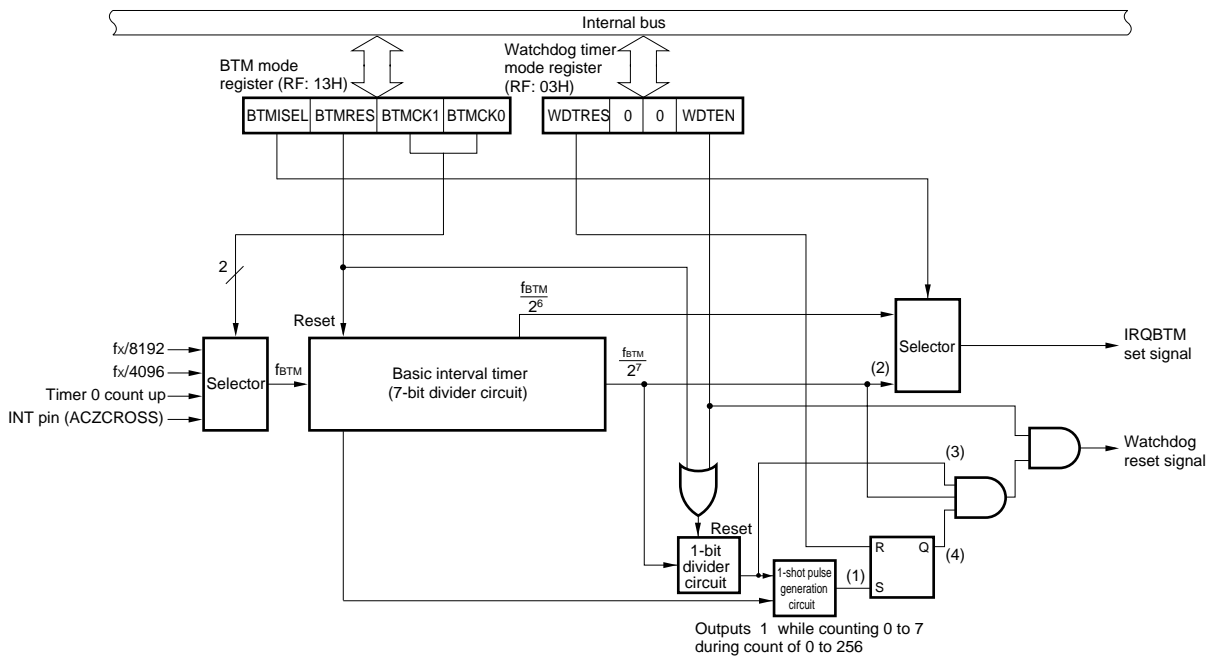 Internal bus
BTM mode
register (RF: 13H)
Watchdog timer
mode register
(RF: 03H)
BTMISEL BTMRES BTMCK1 BTMCK0
WDTRES 0 0 WDTEN
2
Reset
fBTM
2^6
fx/8192
fx/4096
Timer 0 count up
INT pin (ACZCROSS)
Selector
fBTM
Basic interval timer
(7-bit divider circuit)
fBTM
2^7
(2)
Selector
IRQBTM
set signal
(3)
Watchdog
reset signal
Reset
1-bit
divider
circuit
1-shot pulse
generation
circuit
(1)
R Q
S
(4)
Outputs 1 while counting 0 to 7
during count of 0 to 256